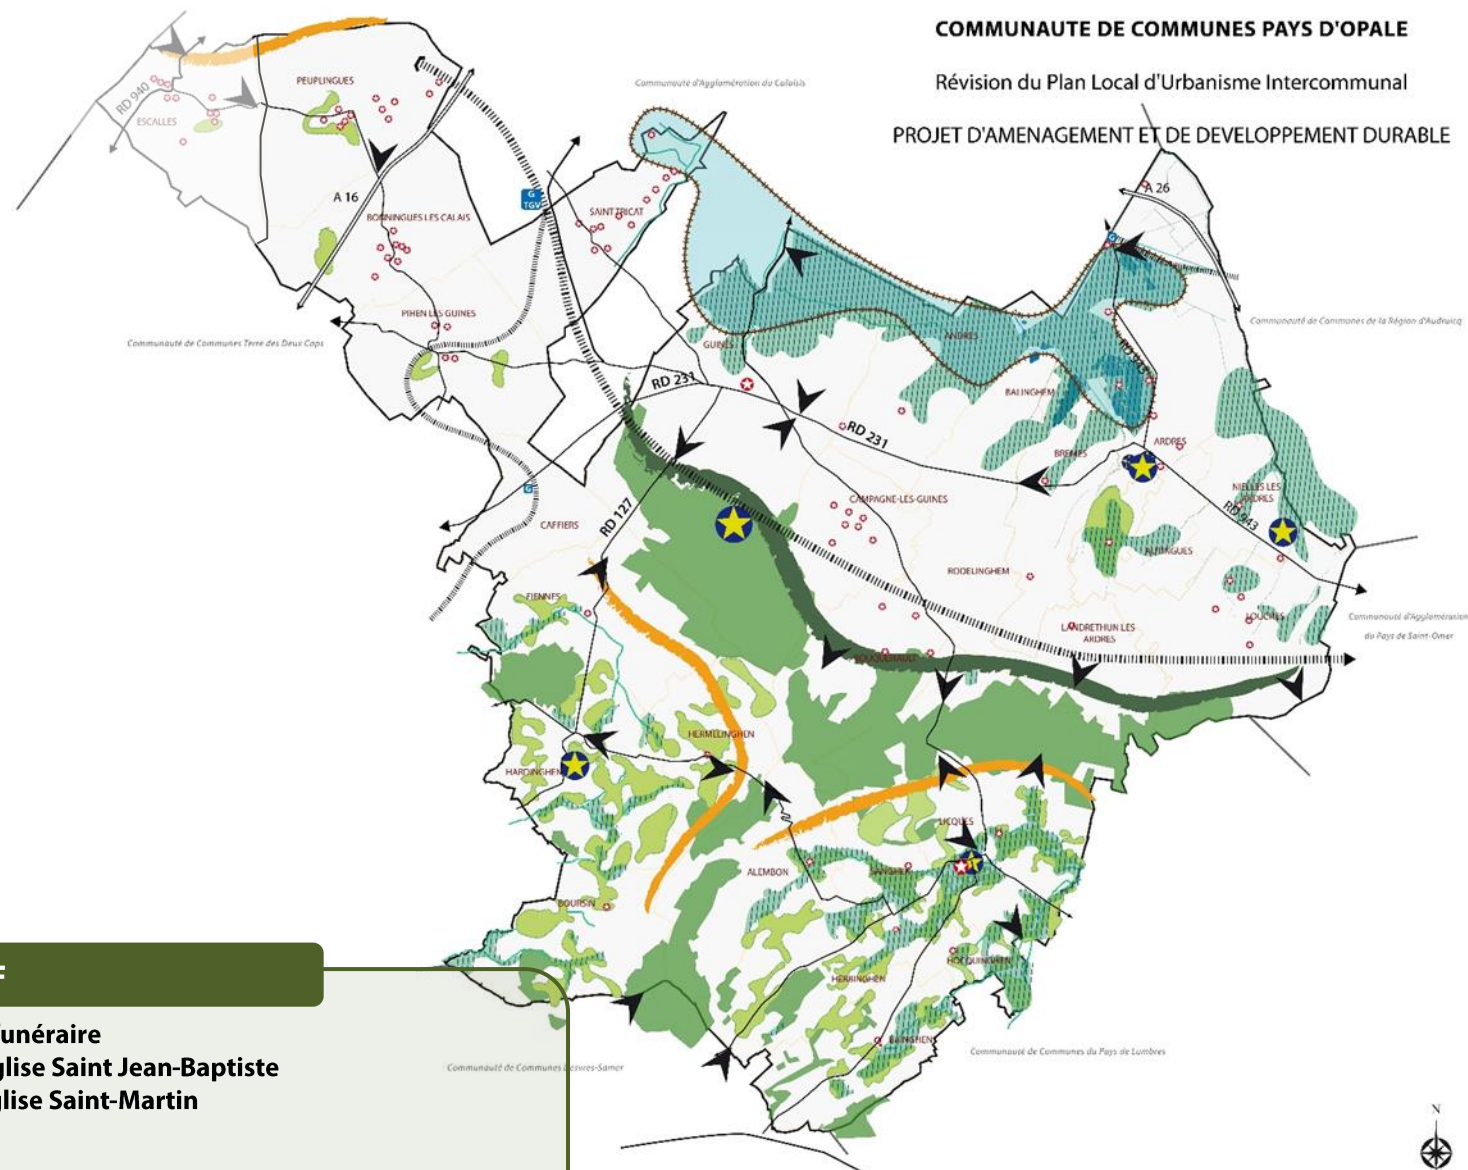 COMMUNAUTE DE COMMUNES PAYS D'OPALE
Révision du Plan Local d'Urbanisme Intercommunal
PROJET D'AMENAGEMENT ET DE DEVELOPPEMENT DURABLE
Communauté d'Agglomération du Calaisis
PEUPLINGUES
RD 940
ESCALLES
A 16
G
TGV
SAINT TRICAT
A 26
BONNINGUES LES CALAIS
PIHEN LES GUINES
Communauté de Communes Terre des Deux Caps
Communauté de Communes de la Région d'Audruicq
GUINES
ANDRES
RD 231
BALINGHEM
RD 231
ARDRES
BREMES
G
CAMPAGNE-LES-GUINES
NIELLES LES
ARDRES
RD 943
RD 127
CAFFIERS
AUTINGUES
RODELINGHEM
FIENNES
LOUCHES
LANDRETHUN LES
ARDRES
Communauté d'Agglomération
du Pays de Saint-Omer
BOUQUEHAULT
HERMELINGHEN
HARDINGHEN
LICQUES
ALEMBON
SANGHEN
BOURSIN
HOCQUINGHEN
HERBINGHEN
BAINGHEN
Communauté de Communes du Pays de Lumbres
Communauté de Communes Desvres-Samer
unéraire
glise Saint Jean-Baptiste
glise Saint-Martin
N